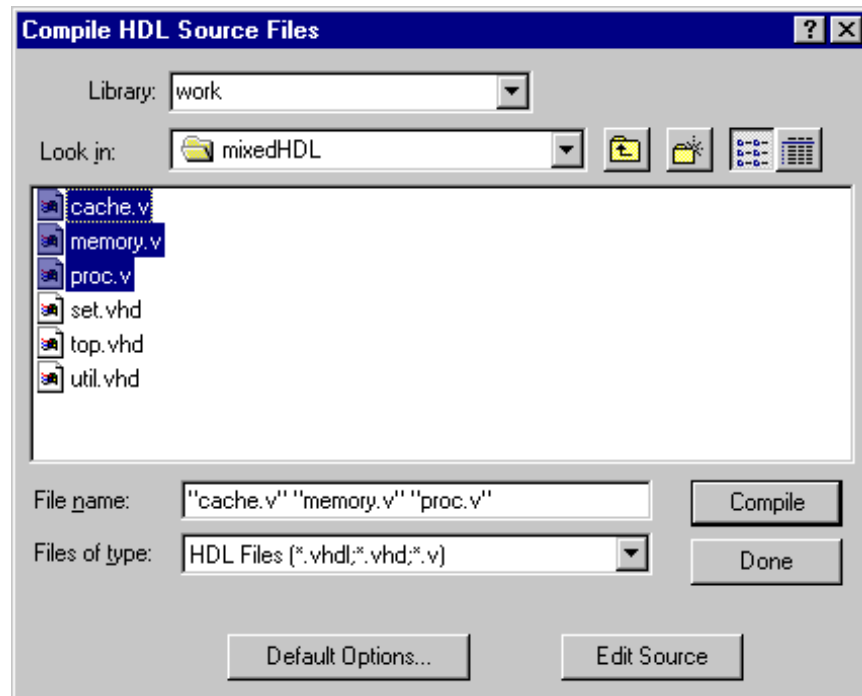 Compile HDL Source Files
Library: work
Look in: mixedHDL
cache.v
memory.v
proc.v
set.vhd
top.vhd
util.vhd
File name: "cache.v" "memory.v" "proc.v" Compile
Files of type: HDL Files (*.vhdl;*.vhd;*.v) Done
Default Options... Edit Source